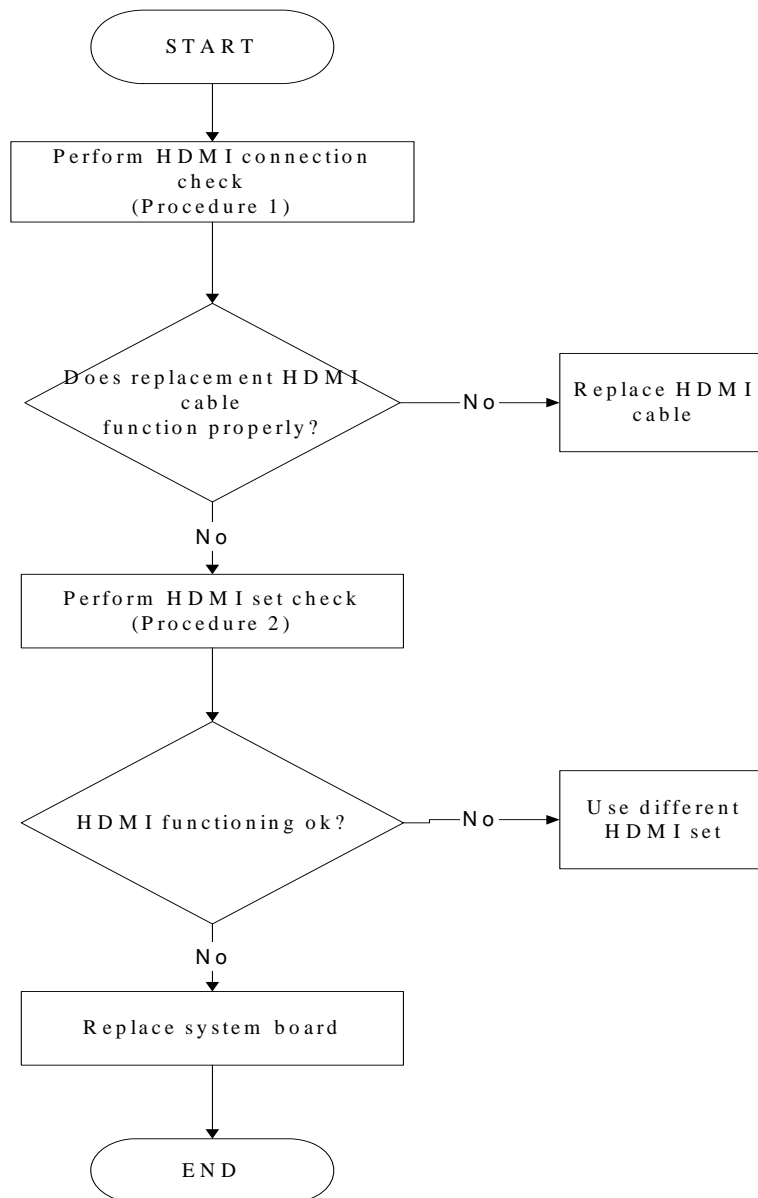 START
Perform HDMI connection
check
(Procedure 1)
Does replacement HDMI
cable
function properly?
No
Replace HDMI
cable
No
Perform HDMI set check
(Procedure 2)
HDMI functioning ok?
No
Use different
HDMI set
No
Replace system board
END